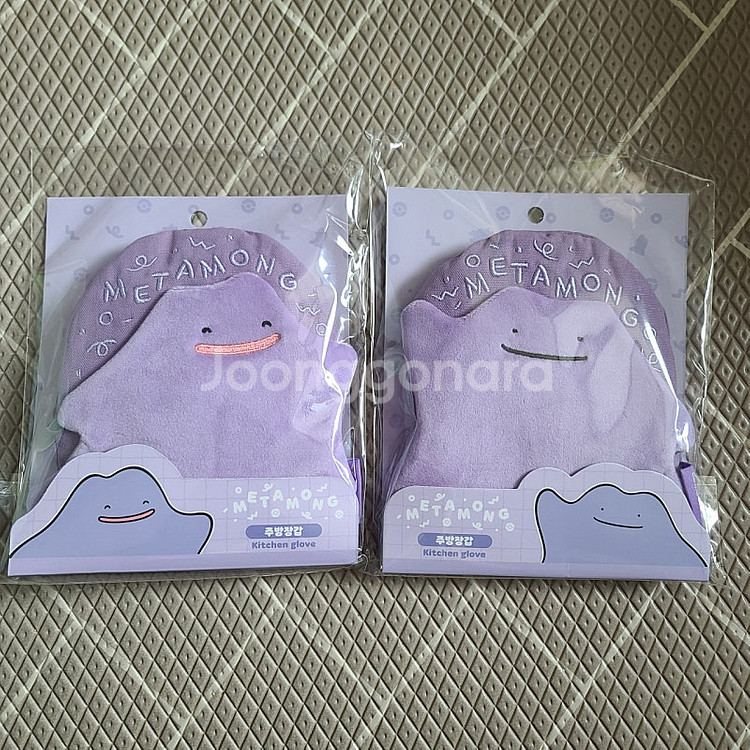 METAMONG
METAMONG
Joonggonara
METAMONG
주방장갑
Kitchen glove
METAMONG
주방장갑
Kitchen glove